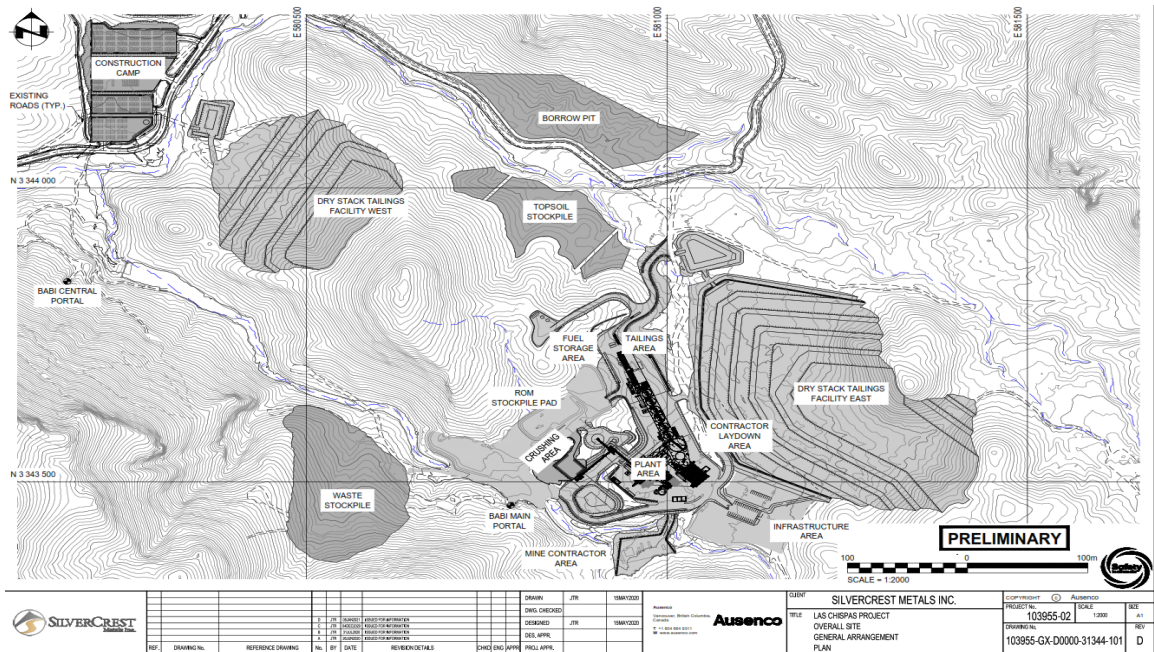 E 580500
E 581000
E 581500
CONSTRUCTION
CAMP
EXISTING
ROADS (TYP.)
BORROW PIT
N 3 344 000
DRY STACK TAILINGS
FACILITY WEST
TOPSOIL
STOCKPILE
BABI CENTRAL
PORTAL
FUEL
STORAGE
AREA
TAILINGS
AREA
ROM
STOCKPILE PAD
DRY STACK TAILINGS
FACILITY EAST
CONTRACTOR
LAYDOWN
AREA
CRUSHING
AREA
PLANT
AREA
N 3 343 500
WASTE
STOCKPILE
BABI MAIN
PORTAL
INFRASTRUCTURE
AREA
MINE CONTRACTOR
AREA
PRELIMINARY
100 0 100m
SCALE = 1:2000
Safety
SILVERCREST
Metals Inc.
REF. DRAWING No. REFERENCE DRAWING
D JTR ISSUED FOR INFORMATION
C JTR ISSUED FOR INFORMATION
B JTR ISSUED FOR INFORMATION
A JTR ISSUED FOR INFORMATION
No. BY DATE REVISION DETAILS CHKD ENG APPR
DRAWN JTR 15MAY2020
DWG. CHECKED
DESIGNED JTR 15MAY2020
DES. APPR.
PROJ. APPR.
Ausenco
Vancouver, British Columbia,
Canada
W www.ausenco.com
Ausenco
CLIENT SILVERCREST METALS INC.
TITLE LAS CHISPAS PROJECT
OVERALL SITE
GENERAL ARRANGEMENT
PLAN
COPYRIGHT © Ausenco
PROJECT No. 103955-02 SCALE 1:2000 SIZE A1
DRAWING No. 103955-GX-D0000-31344-101 REV D